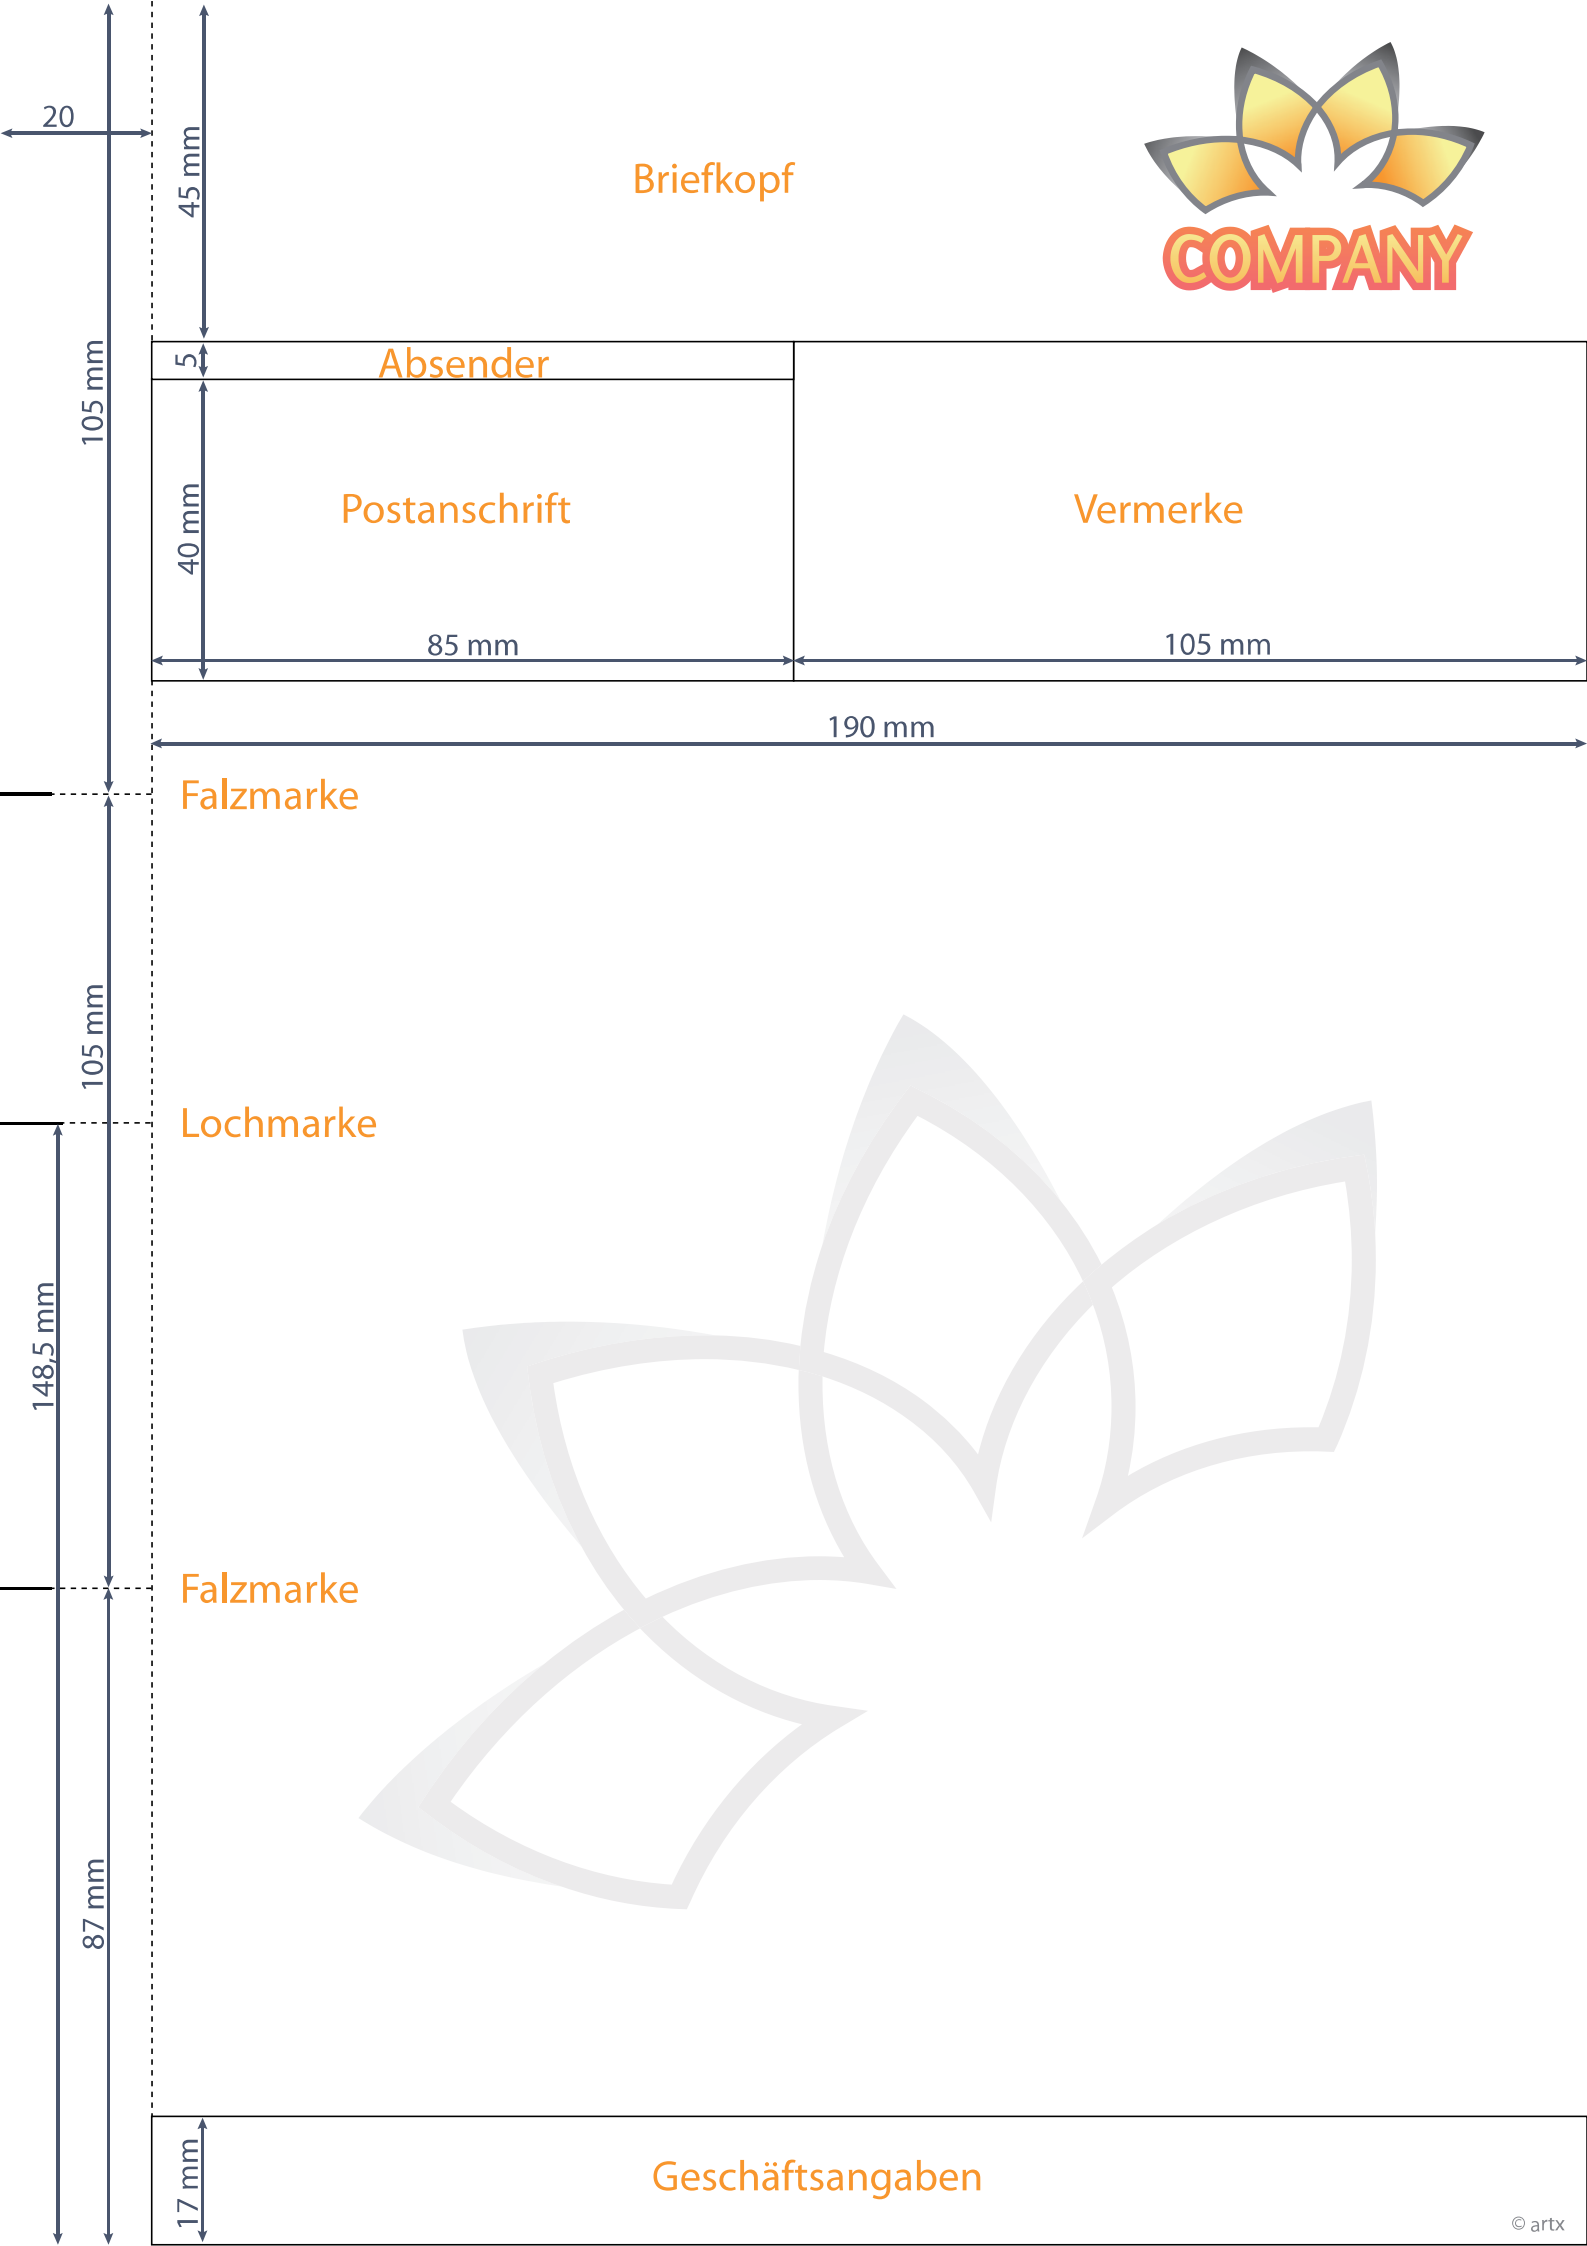 20
45 mm
Briefkopf
COMPANY
105 mm
5
Absender
40 mm
Postanschrift
Vermerke
85 mm
105 mm
190 mm
Falzmarke
105 mm
Lochmarke
148,5 mm
Falzmarke
87 mm
17 mm
Geschäftsangaben
© artx